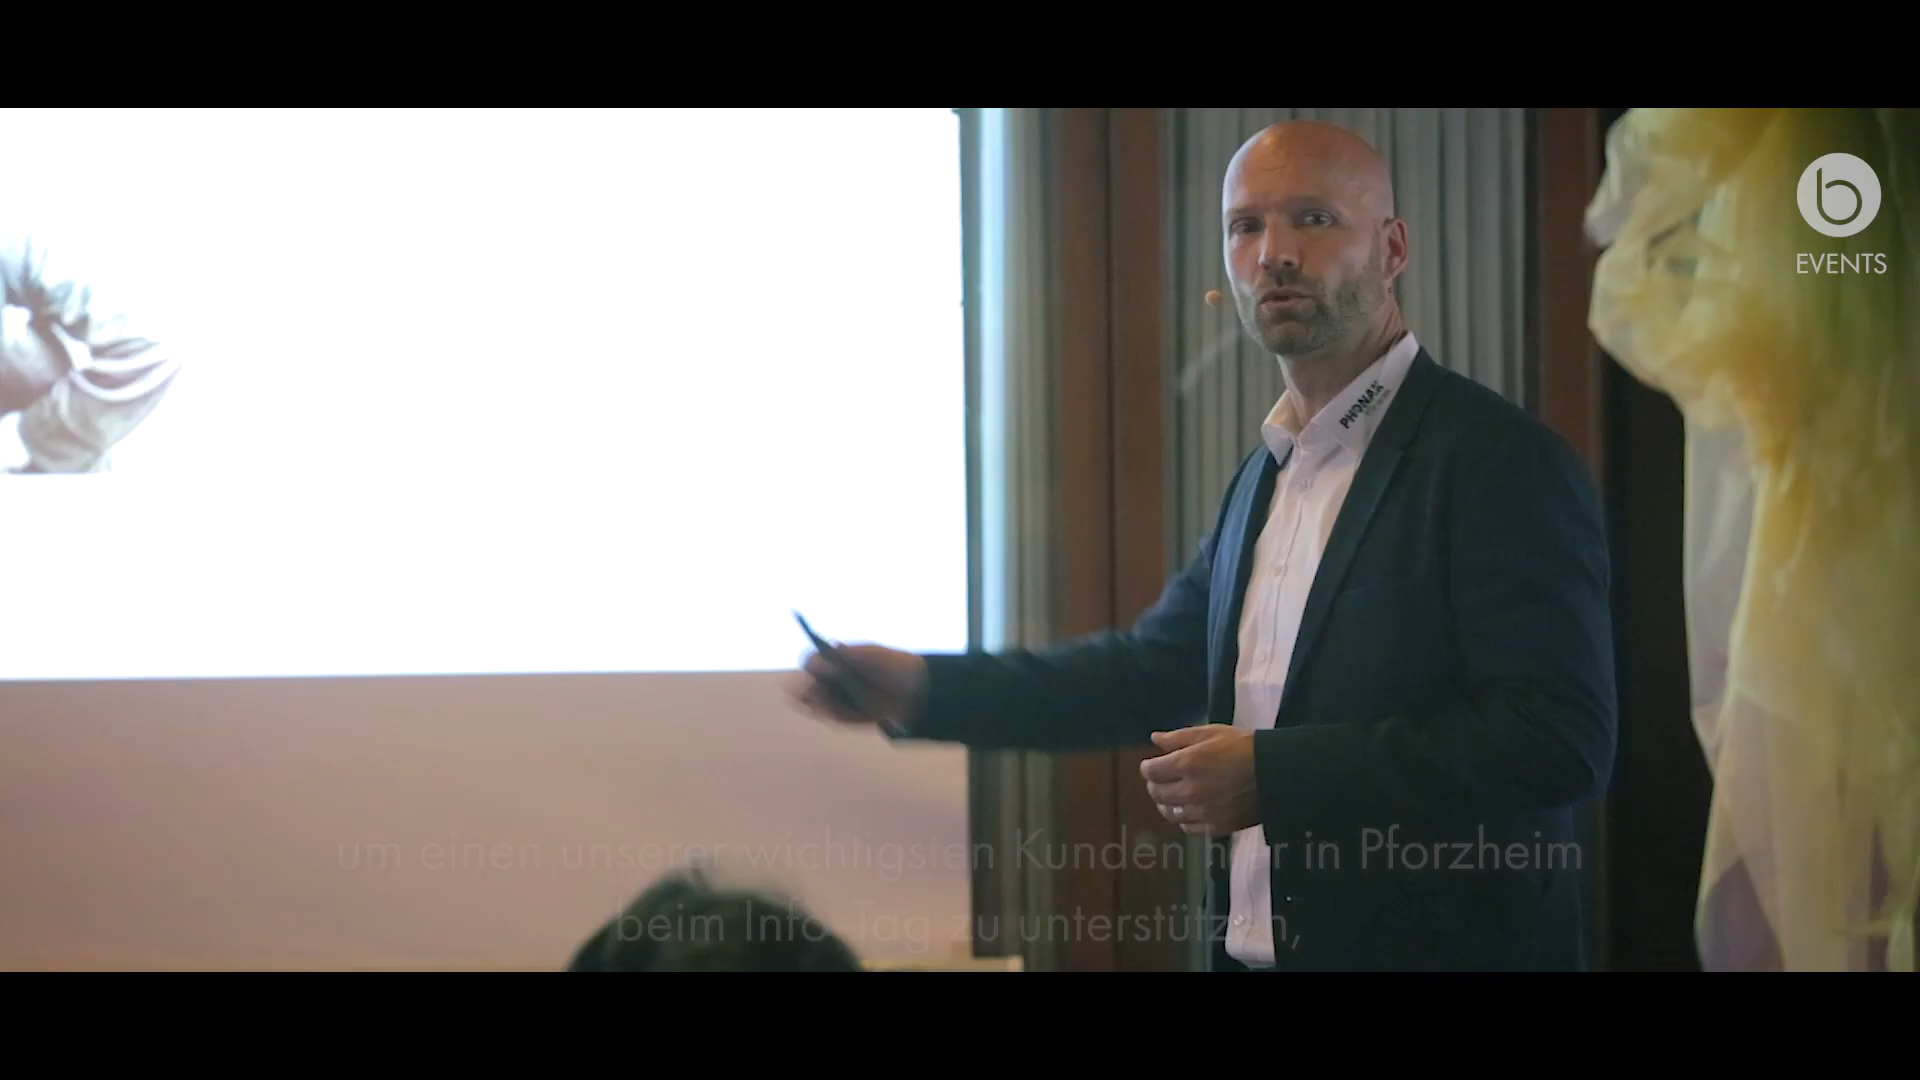 EVENTS
PHONAK
um einen unserer wichtigsten Kunden hier in Pforzheim
beim Info-Tag zu unterstützen,